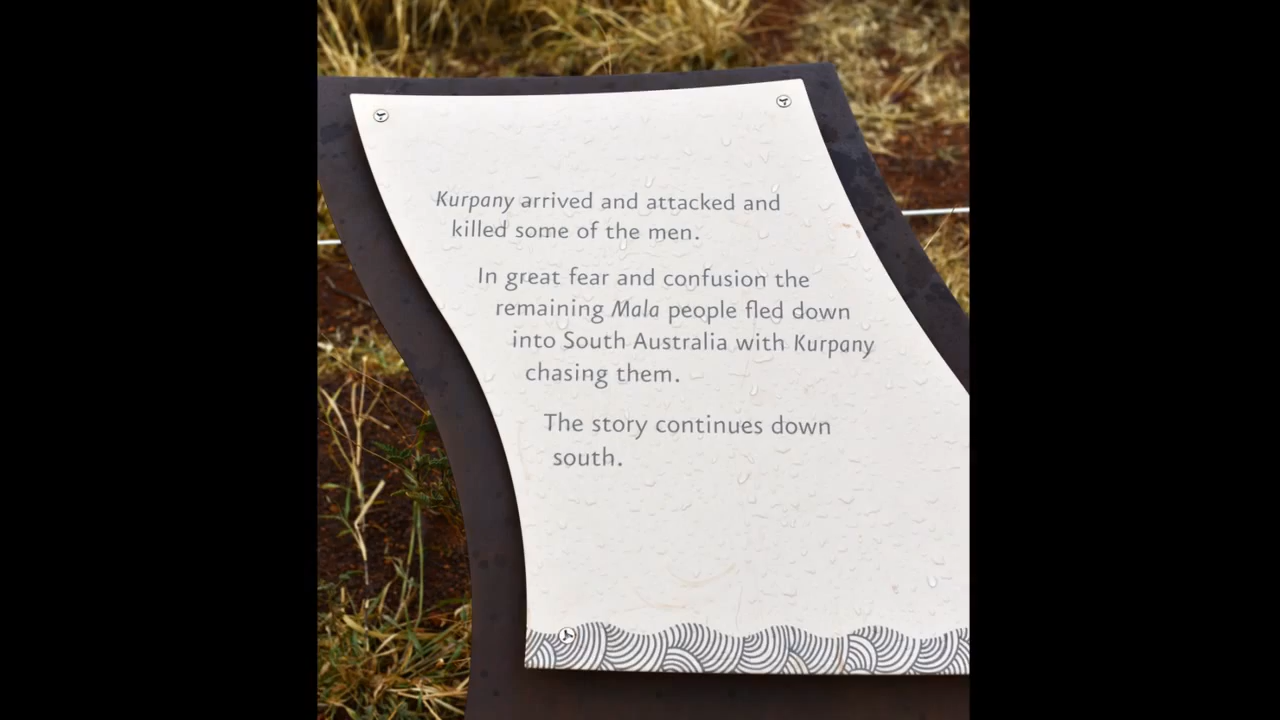 Kurpany arrived and attacked and
killed some of the men.
In great fear and confusion the
remaining Mala people fled down
into South Australia with Kurpany
chasing them.
The story continues down
south.